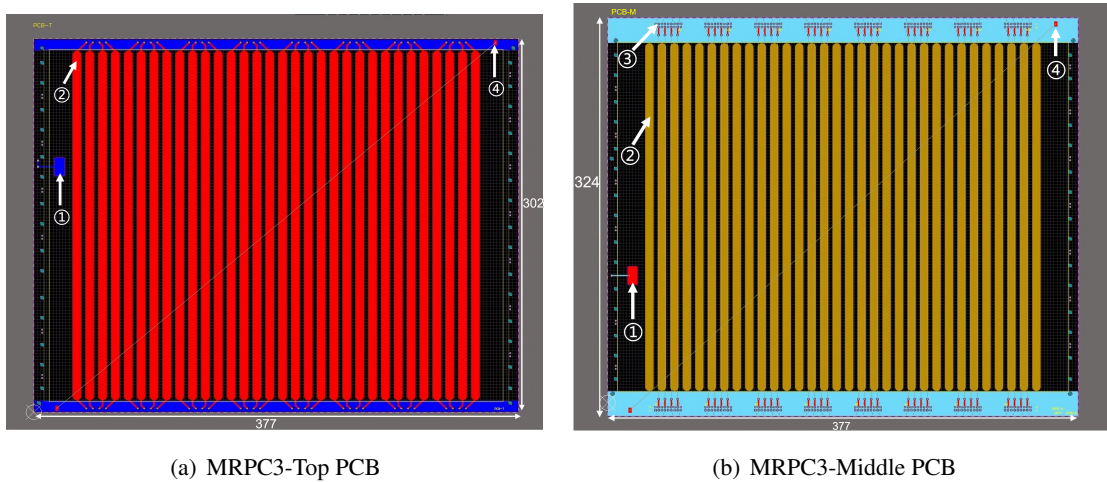 PCB-T
②
④
①
302
377
PCB-M
③
④
②
324
①
377
(a) MRPC3-Top PCB
(b) MRPC3-Middle PCB